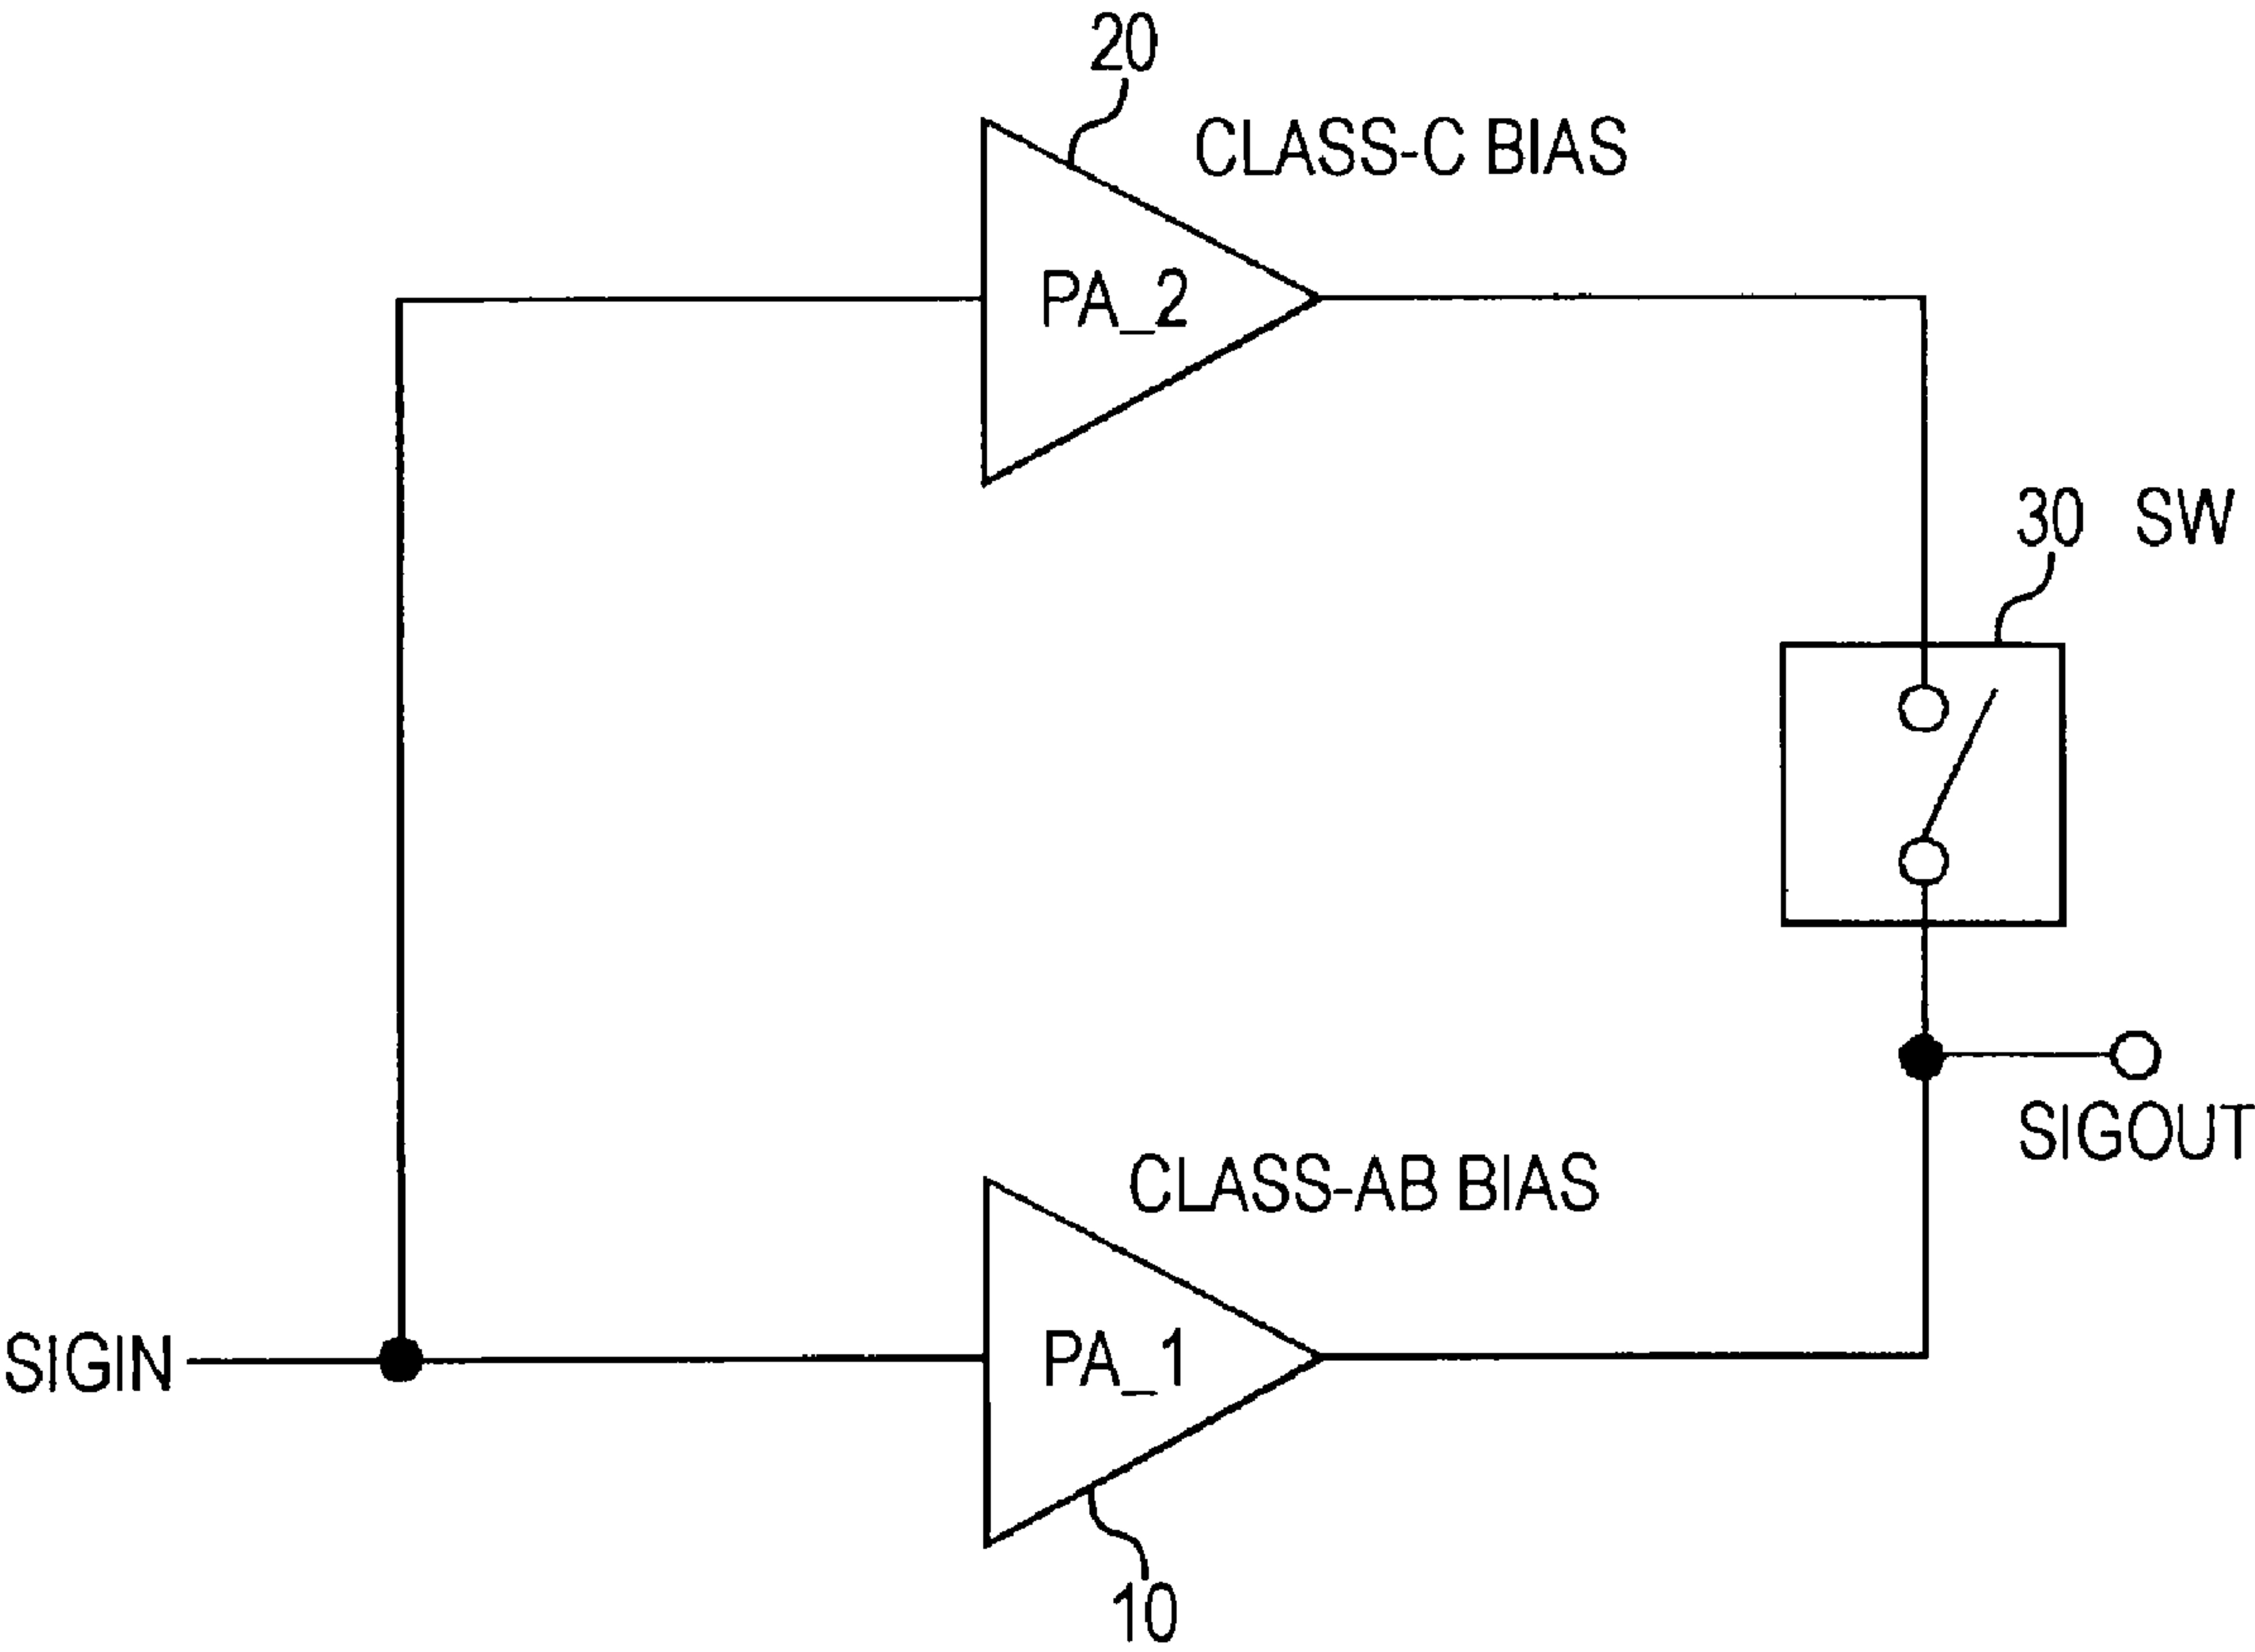 20
CLASS-C BIAS
PA_2
30 SW
SIGOUT
CLASS-AB BIAS
SIGIN
PA_1
10